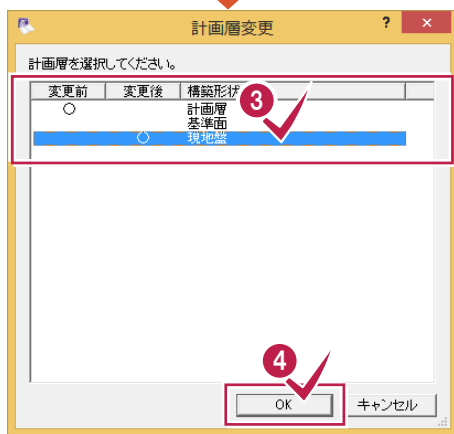 計画層変更 ? ×
計画層を選択してください。
変更前 変更後 構築形状
○ 計画層
基準面
○ 現地盤
3
4
OK キャンセル